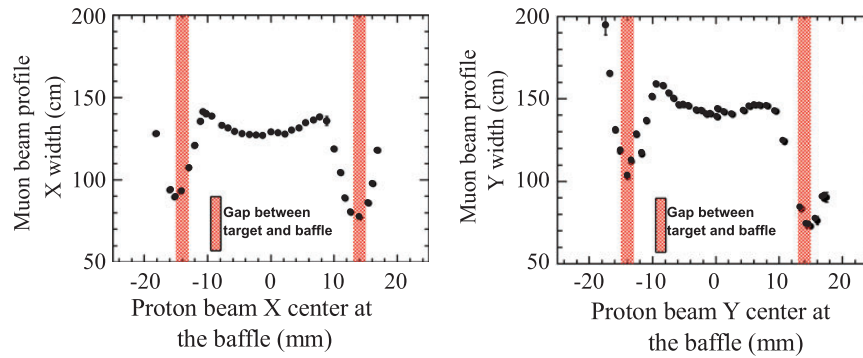 200
150
100
50
Muon beam profile
X width (cm)
Gap between
target and baffle
-20 -10 0 10 20
Proton beam X center at
the baffle (mm)
200
150
100
50
Muon beam profile
Y width (cm)
Gap between
target and baffle
-20 -10 0 10 20
Proton beam Y center at
the baffle (mm)